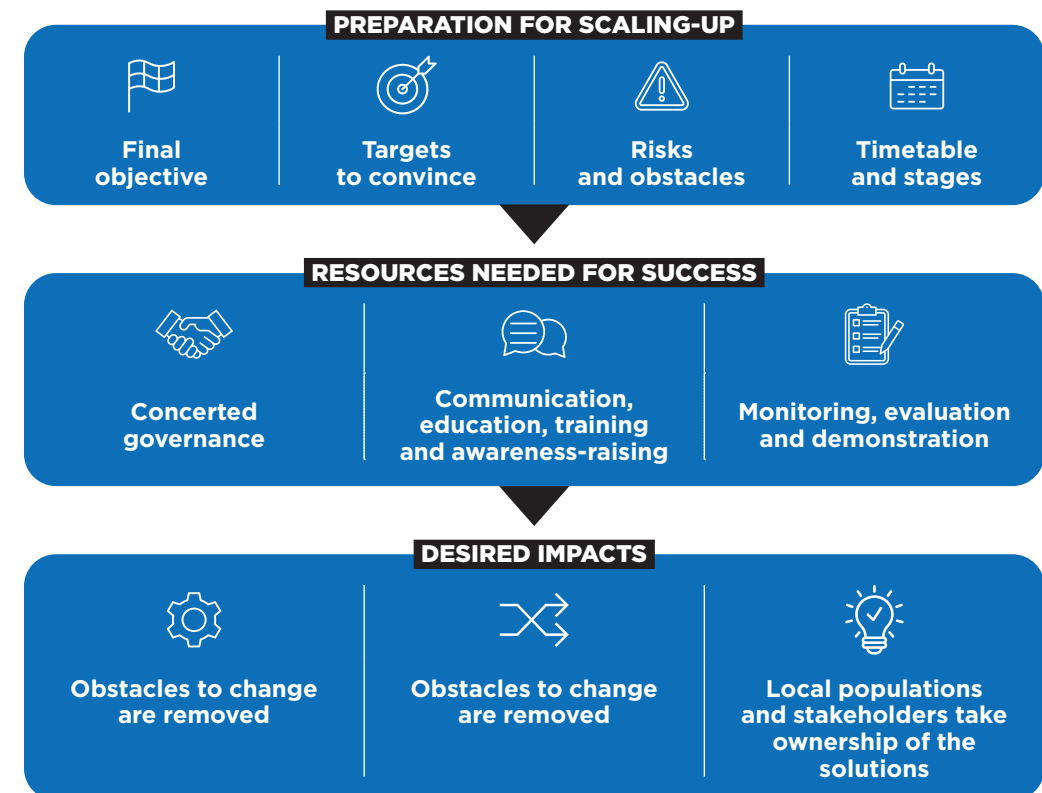 PREPARATION FOR SCALING-UP
Final
objective
Targets
to convince
Risks
and obstacles
Timetable
and stages
RESOURCES NEEDED FOR SUCCESS
Concerted
governance
Communication,
education, training
and awareness-raising
Monitoring, evaluation
and demonstration
DESIRED IMPACTS
Obstacles to change
are removed
Obstacles to change
are removed
Local populations
and stakeholders take
ownership of the
solutions